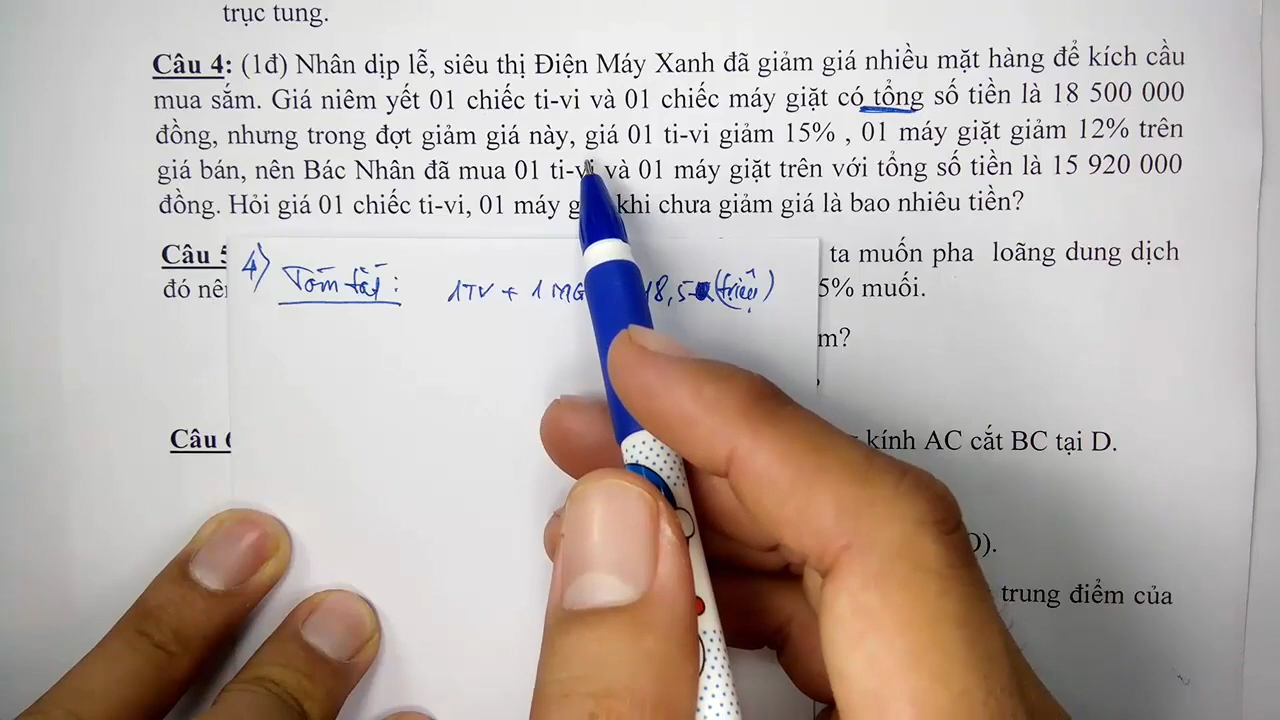 trục tung.
Câu 4: (1đ) Nhân dịp lễ, siêu thị Điện Máy Xanh đã giảm giá nhiều mặt hàng để kích cầu
mua sắm. Giá niêm yết 01 chiếc ti-vi và 01 chiếc máy giặt có tổng số tiền là 18 500 000
đồng, nhưng trong đợt giảm giá này, giá 01 ti-vi giảm 15% , 01 máy giặt giảm 12% trên
giá bán, nên Bác Nhân đã mua 01 ti-vi và 01 máy giặt trên với tổng số tiền là 15 920 000
đồng. Hỏi giá 01 chiếc ti-vi, 01 máy khi chưa giảm giá là bao nhiêu tiền?
Câu 5 ta muốn pha loãng dung dịch
đó 5% muối.
4) Tóm tắt: 1TV + 1 MG 18,5 (triệu)
m?
Câu kính AC cắt BC tại D.
).
trung điểm của